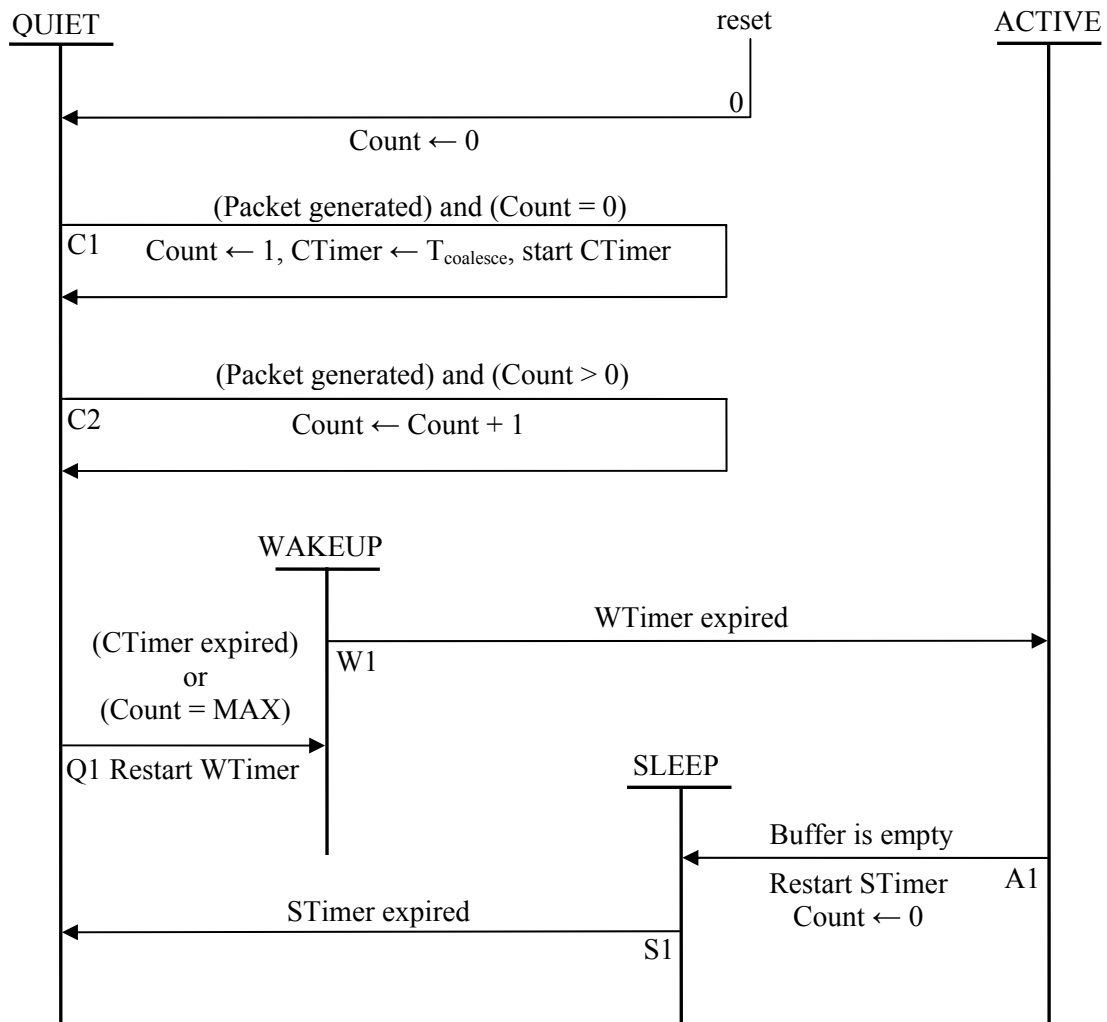 QUIET
reset
ACTIVE
0
Count ← 0
(Packet generated) and (Count = 0)
C1
Count ← 1, CTimer ← Tcoalesce, start CTimer
(Packet generated) and (Count > 0)
C2
Count ← Count + 1
WAKEUP
WTimer expired
W1
(CTimer expired)
or
(Count = MAX)
Q1 Restart WTimer
SLEEP
Buffer is empty
A1
Restart STimer
Count ← 0
STimer expired
S1